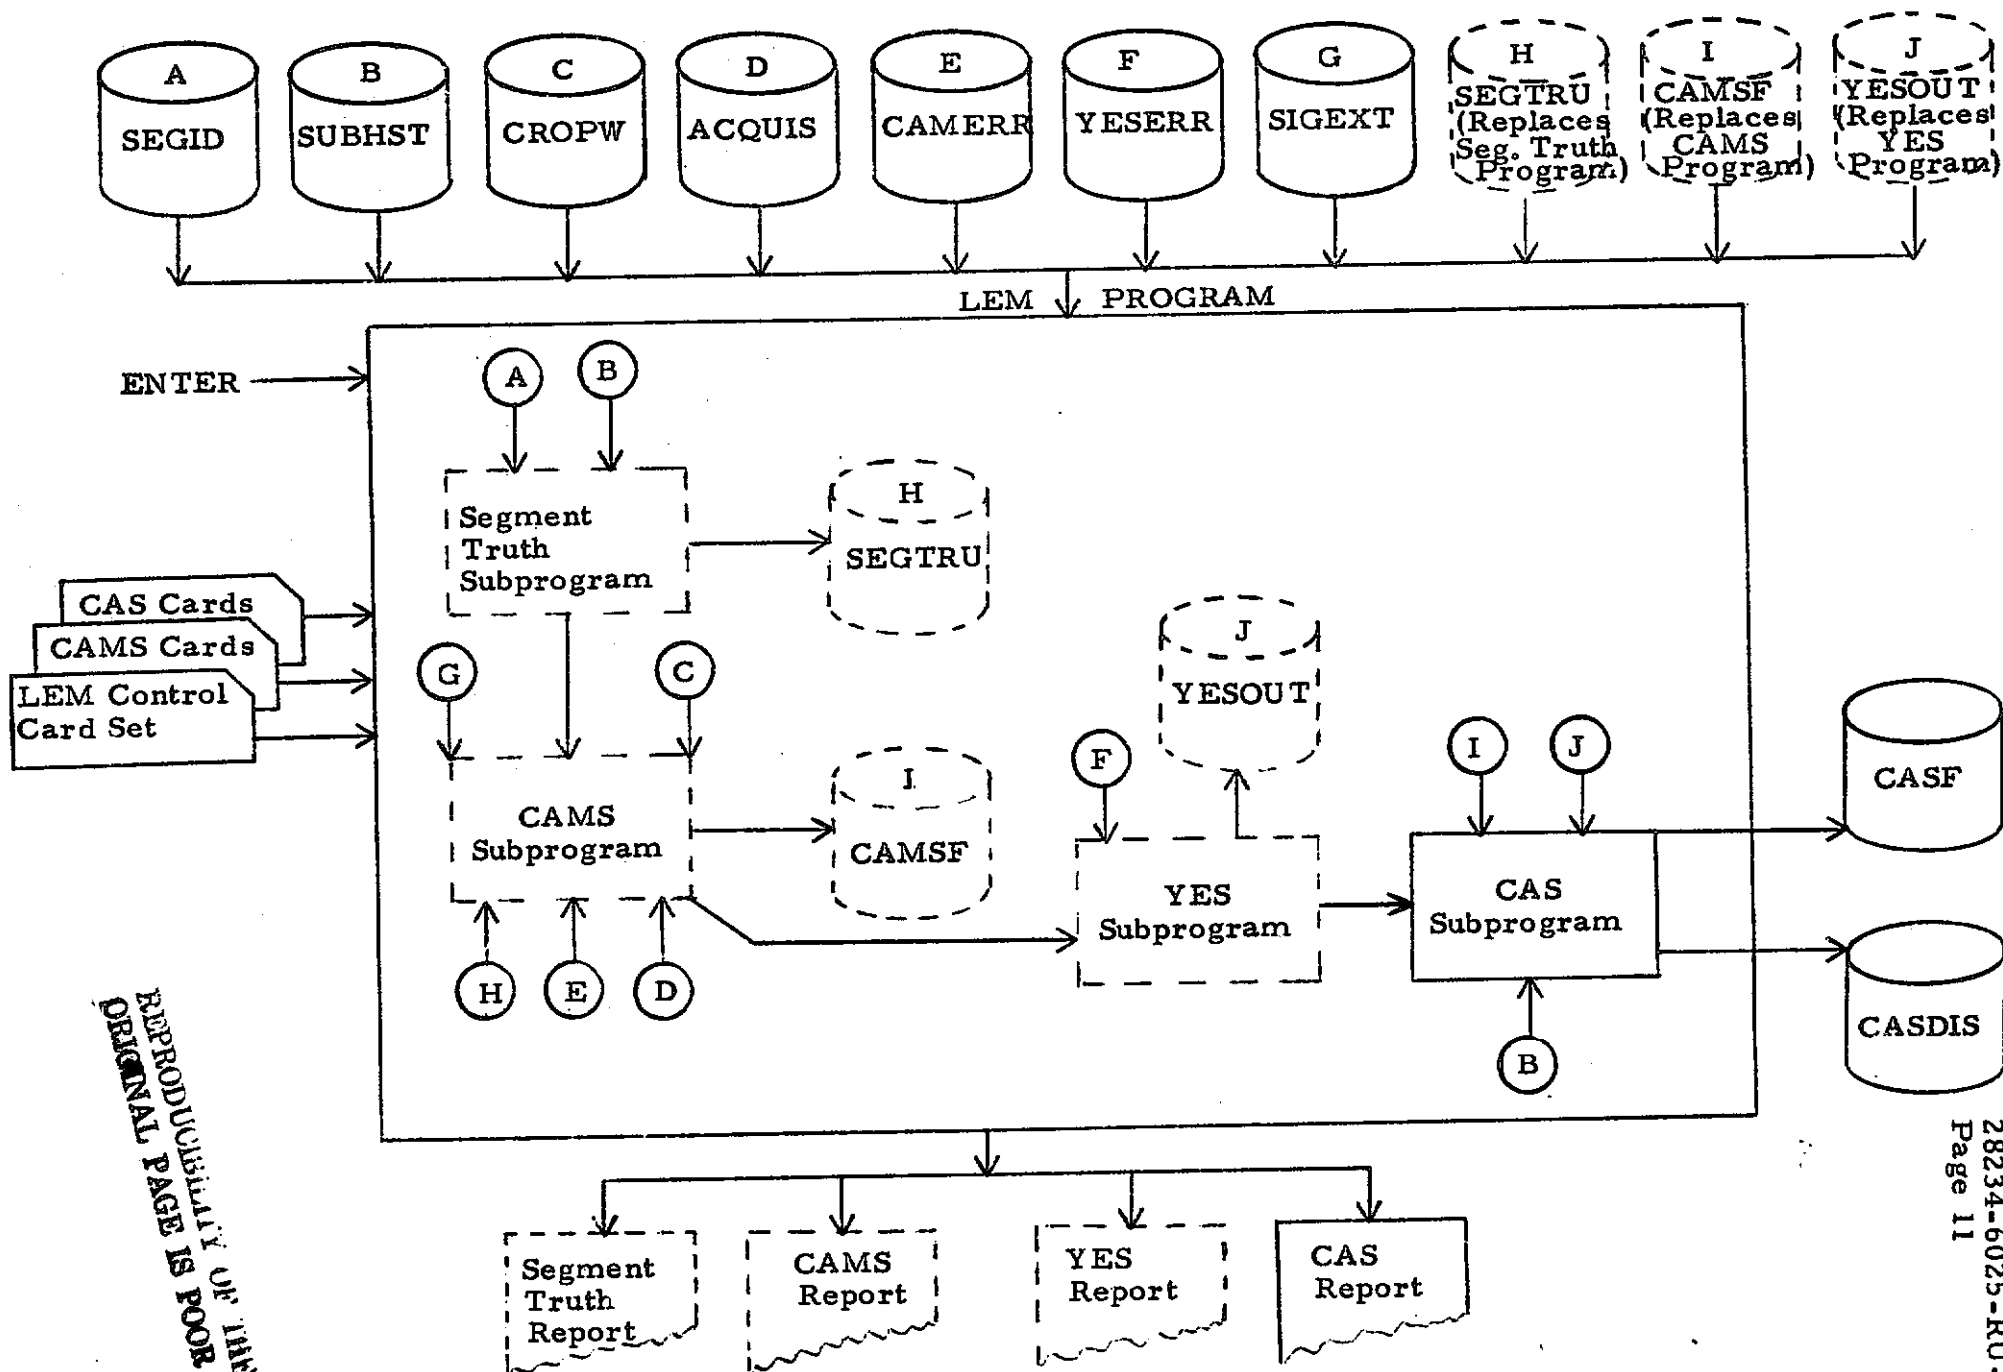 A
SEGID
B
SUBHST
C
CROPW
D
ACQUIS
E
CAMERR
F
YESERR
G
SIGEXT
H
SEGTRU
(Replaces
Seg. Truth
Program)
I
CAMSF
(Replaces
CAMS
Program)
J
YESOUT
(Replaces
YES
Program)
LEM PROGRAM
ENTER
A
B
Segment
Truth
Subprogram
H
SEGTRU
CAS Cards
CAMS Cards
LEM Control
Card Set
G
C
CAMS
Subprogram
I
CAMSF
H
E
D
J
YESOUT
F
YES
Subprogram
I
J
CAS
Subprogram
B
CASF
CASDIS
Segment
Truth
Report
CAMS
Report
YES
Report
CAS
Report
REPRODUCIBILITY OF THE
ORIGINAL PAGE IS POOR
28234-6025-RU-
Page 11